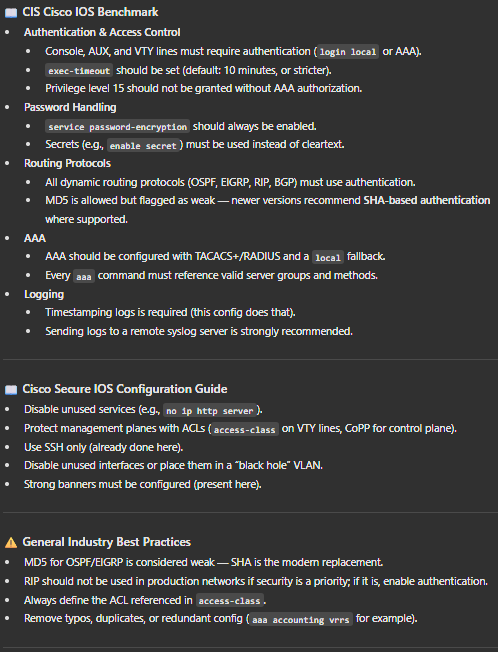 CIS Cisco IOS Benchmark
• Authentication & Access Control
• Console, AUX, and VTY lines must require authentication ( login local or AAA).
• exec-timeout should be set (default: 10 minutes, or stricter).
• Privilege level 15 should not be granted without AAA authorization.
• Password Handling
• service password-encryption should always be enabled.
• Secrets (e.g., enable secret ) must be used instead of cleartext.
• Routing Protocols
• All dynamic routing protocols (OSPF, EIGRP, RIP, BGP) must use authentication.
• MD5 is allowed but flagged as weak — newer versions recommend SHA-based authentication
where supported.
• AAA
• AAA should be configured with TACACS+/RADIUS and a local fallback.
• Every aaa command must reference valid server groups and methods.
• Logging
• Timestamping logs is required (this config does that).
• Sending logs to a remote syslog server is strongly recommended.
Cisco Secure IOS Configuration Guide
• Disable unused services (e.g., no ip http server ).
• Protect management planes with ACLs ( access-class on VTY lines, CoPP for control plane).
• Use SSH only (already done here).
• Disable unused interfaces or place them in a “black hole” VLAN.
• Strong banners must be configured (present here).
General Industry Best Practices
• MD5 for OSPF/EIGRP is considered weak — SHA is the modern replacement.
• RIP should not be used in production networks if security is a priority; if it is, enable authentication.
• Always define the ACL referenced in access-class .
• Remove typos, duplicates, or redundant config ( aaa accounting vrrs for example).